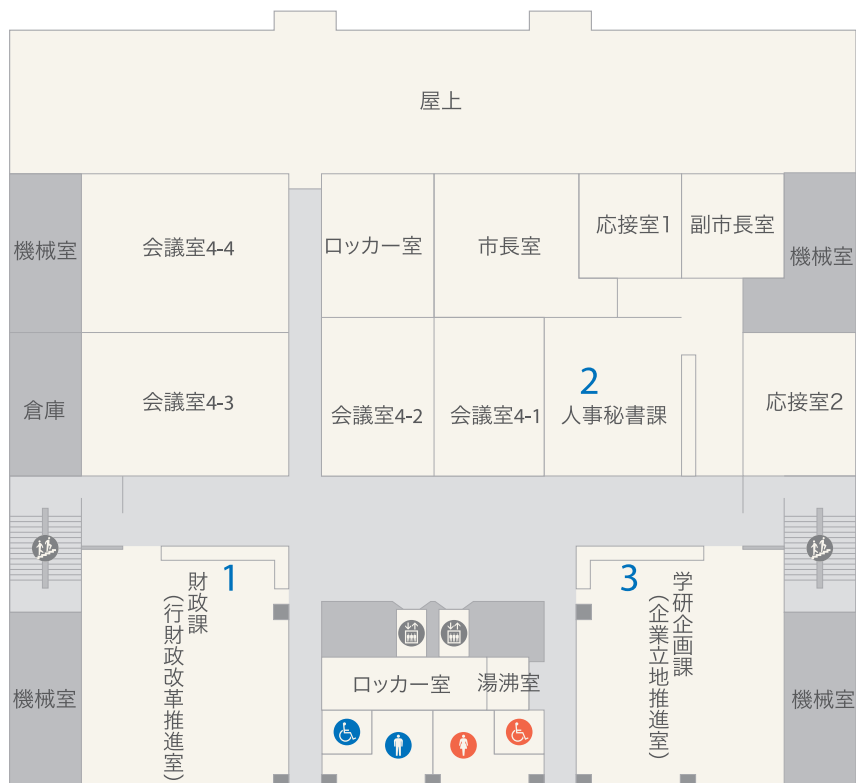 屋上
機械室
会議室4-4
ロッカー室
市長室
応接室1
副市長室
機械室
倉庫
会議室4-3
会議室4-2
会議室4-1
2
人事秘書課
応接室2
1
財政課
（行財政改革推進室）
3
学研企画課
（企業立地推進室）
機械室
ロッカー室
湯沸室
機械室